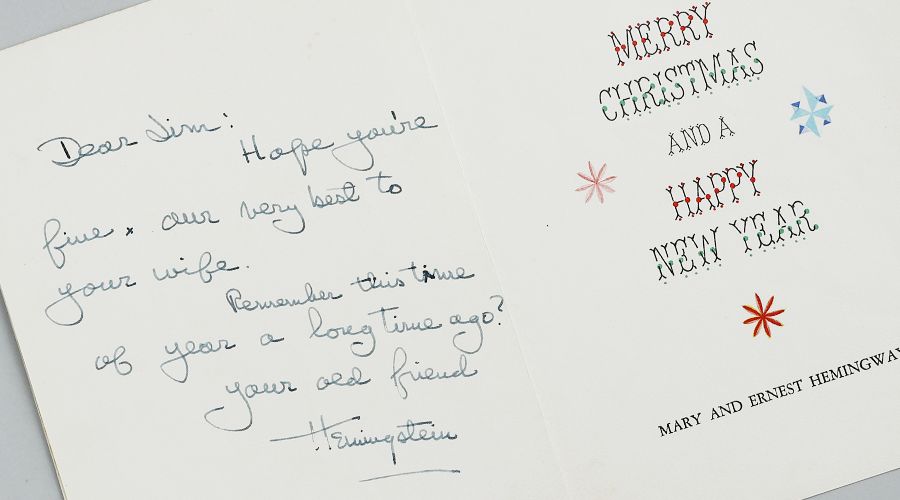 Dear Jim:
Hope you're
fine & our very best to
your wife.
Remember this time
of year a long time ago?
your old friend
Hemingstein
MERRY
CHRISTMAS
AND A
HAPPY
NEW YEAR
MARY AND ERNEST HEMINGWAY